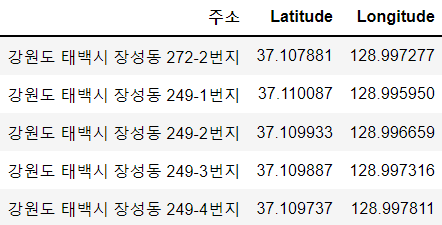 주소 Latitude Longitude
강원도 태백시 장성동 272-2번지 37.107881 128.997277
강원도 태백시 장성동 249-1번지 37.110087 128.995950
강원도 태백시 장성동 249-2번지 37.109933 128.996659
강원도 태백시 장성동 249-3번지 37.109887 128.997316
강원도 태백시 장성동 249-4번지 37.109737 128.997811